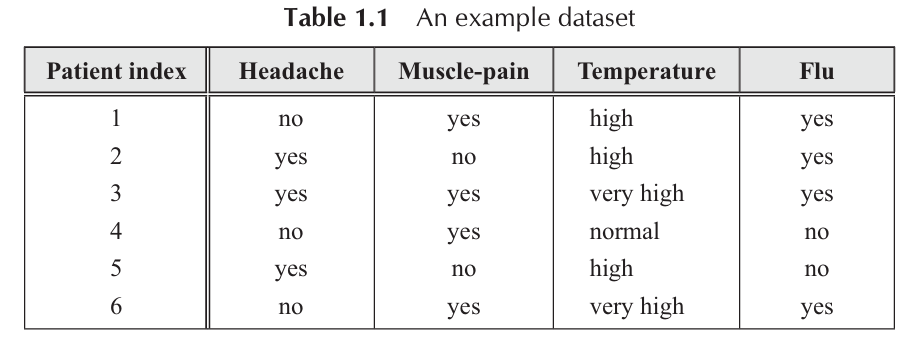 Table 1.1 An example dataset
Patient index Headache Muscle-pain Temperature Flu
1 no yes high yes
2 yes no high yes
3 yes yes very high yes
4 no yes normal no
5 yes no high no
6 no yes very high yes